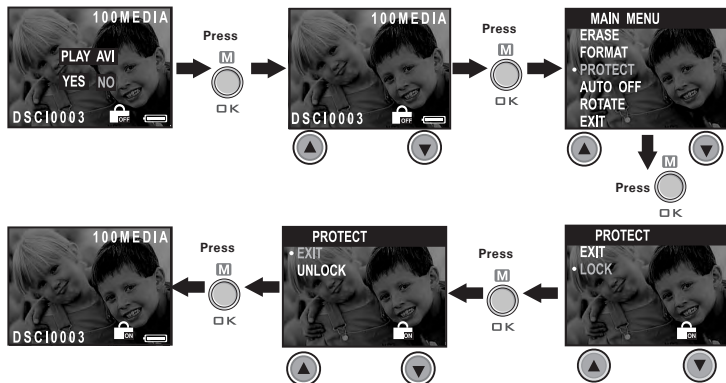 100MEDIA
PLAY AVI
YES NO
DSCI0003
OFF
Press
M
OK
100MEDIA
DSCI0003
OFF
Press
M
OK
MAIN MENU
ERASE
FORMAT
• PROTECT
AUTO OFF
ROTATE
EXIT
Press
M
OK
PROTECT
EXIT
• LOCK
ON
Press
M
OK
PROTECT
• EXIT
UNLOCK
ON
Press
M
OK
100MEDIA
DSCI0003
ON